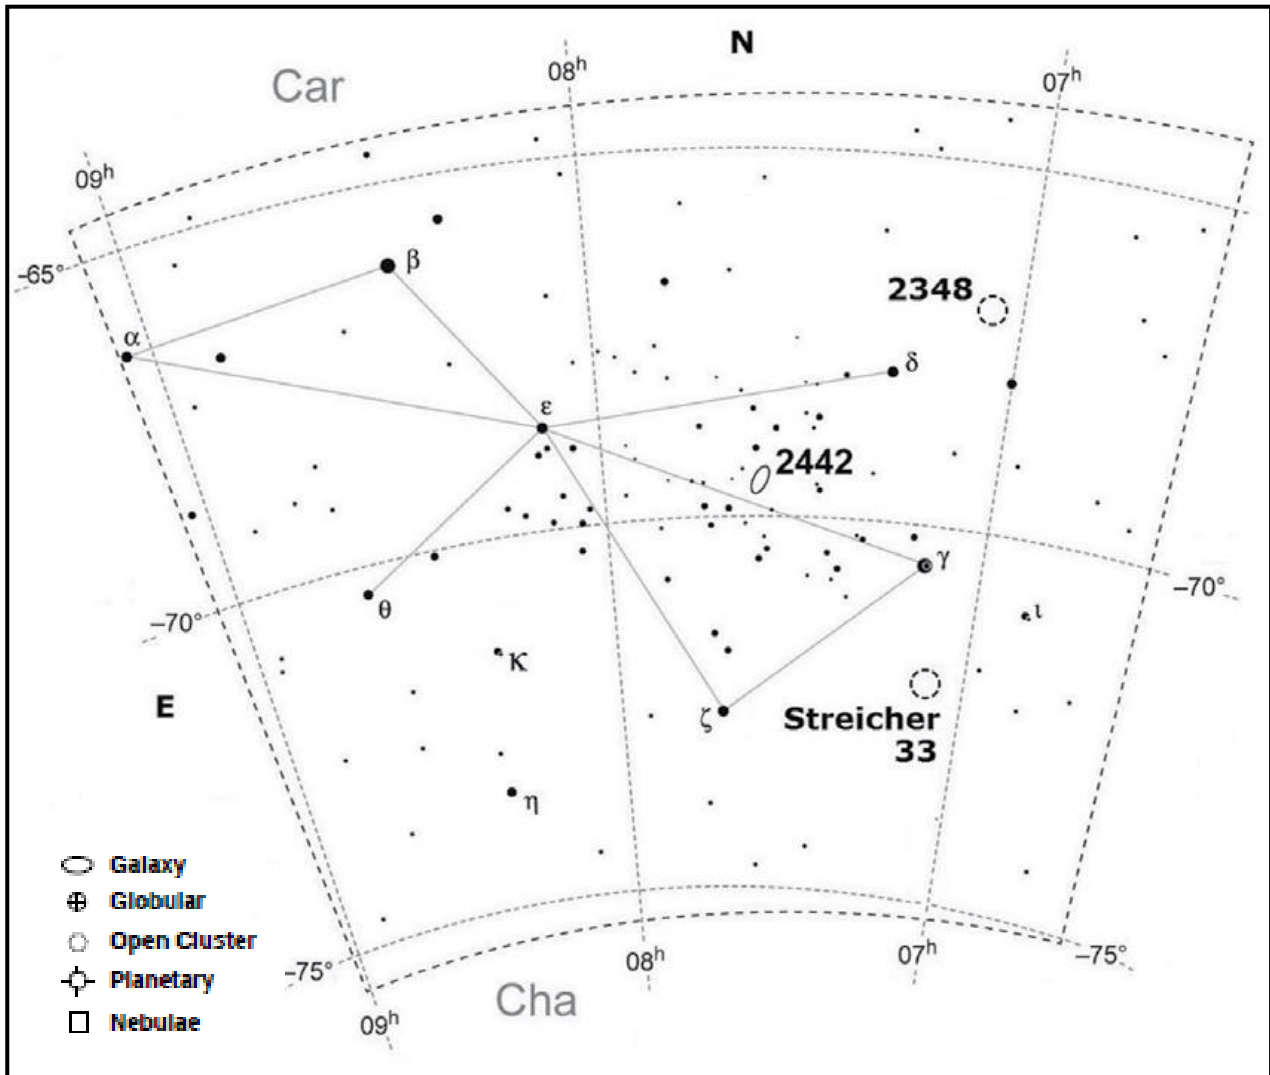 N
Car
08ʰ
07ʰ
09ʰ
–65°
β
α
2348
δ
ε
2442
γ
–70°
–70°
θ
ι
κ
E
ζ
Streicher
33
η
Galaxy
Globular
Open Cluster
Planetary
Nebulae
–75°
08ʰ
07ʰ
–75°
Cha
09ʰ